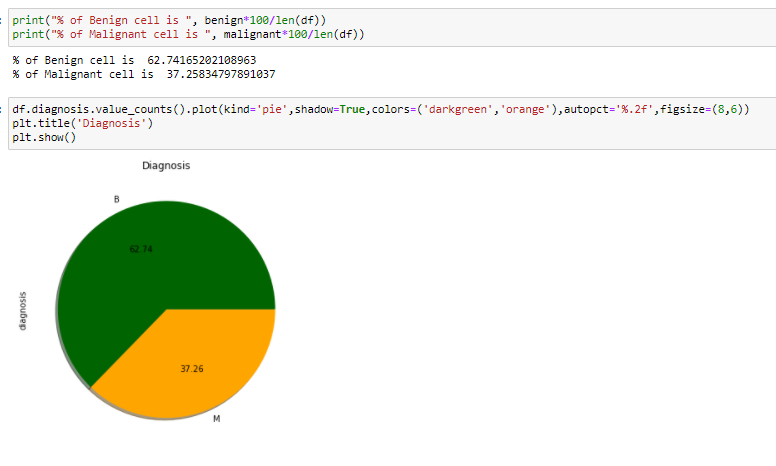 print("% of Benign cell is ", benign*100/len(df))
print("% of Malignant cell is ", malignant*100/len(df))
% of Benign cell is  62.74165202108963
% of Malignant cell is  37.25834797891037
df.diagnosis.value_counts().plot(kind='pie',shadow=True,colors=('darkgreen','orange'),autopct='%.2f',figsize=(8,6))
plt.title('Diagnosis')
plt.show()
Diagnosis
B
62.74
diagnosis
37.26
M